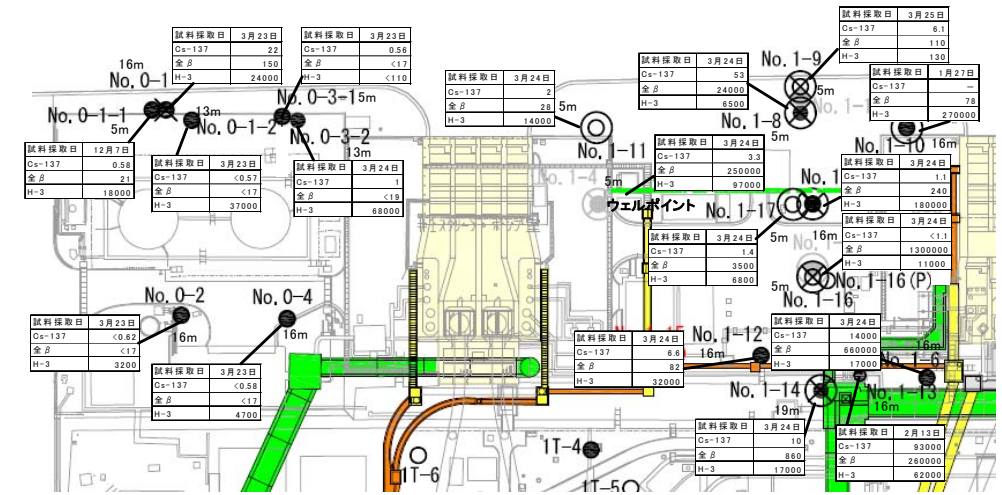 試料採取日 3月23日
Cs-137 22
全β 150
H-3 24000
試料採取日 3月23日
Cs-137 0.56
全β <17
H-3 <110
試料採取日 3月25日
Cs-137 6.1
全β 110
H-3 130
16m
No.0-1
No.0-1-1
5m
13m
No.0-1-2
No.0-3-1
5m
No.0-3-2
13m
試料採取日 3月24日
Cs-137 2
全β 28
H-3 14000
5m
No.1-11
試料採取日 3月24日
Cs-137 53
全β 24000
H-3 6500
No.1-9
5m
No.1-8
5m
試料採取日 1月27日
Cs-137 −
全β 78
H-3 270000
No.1-10 16m
試料採取日 12月7日
Cs-137 0.58
全β 21
H-3 18000
試料採取日 3月23日
Cs-137 <0.57
全β <17
H-3 37000
試料採取日 3月24日
Cs-137 1
全β <19
H-3 68000
試料採取日 3月24日
Cs-137 3.3
全β 250000
H-3 97000
試料採取日 3月24日
Cs-137 1.1
全β 240
H-3 180000
5m
ウェルポイント
No.1
No.1-17
5m
16m
試料採取日 3月24日
Cs-137 1.4
全β 3500
H-3 6800
試料採取日 3月24日
Cs-137 <1.1
全β 1300000
H-3 11000
No.1-16(P)
5m
No.1-16
No.0-2
16m
No.0-4
16m
試料採取日 3月23日
Cs-137 <0.62
全β <17
H-3 3200
試料採取日 3月23日
Cs-137 <0.58
全β <17
H-3 4700
試料採取日 3月24日
Cs-137 6.6
全β 82
H-3 32000
No.1-12
16m
試料採取日 3月24日
Cs-137 14000
全β 660000
H-3 17000
16m
No.1-6
No.1-13
16m
No.1-14
19m
試料採取日 3月24日
Cs-137 10
全β 860
H-3 17000
試料採取日 2月13日
Cs-137 93000
全β 260000
H-3 62000
1T-4
1T-6
1T-5